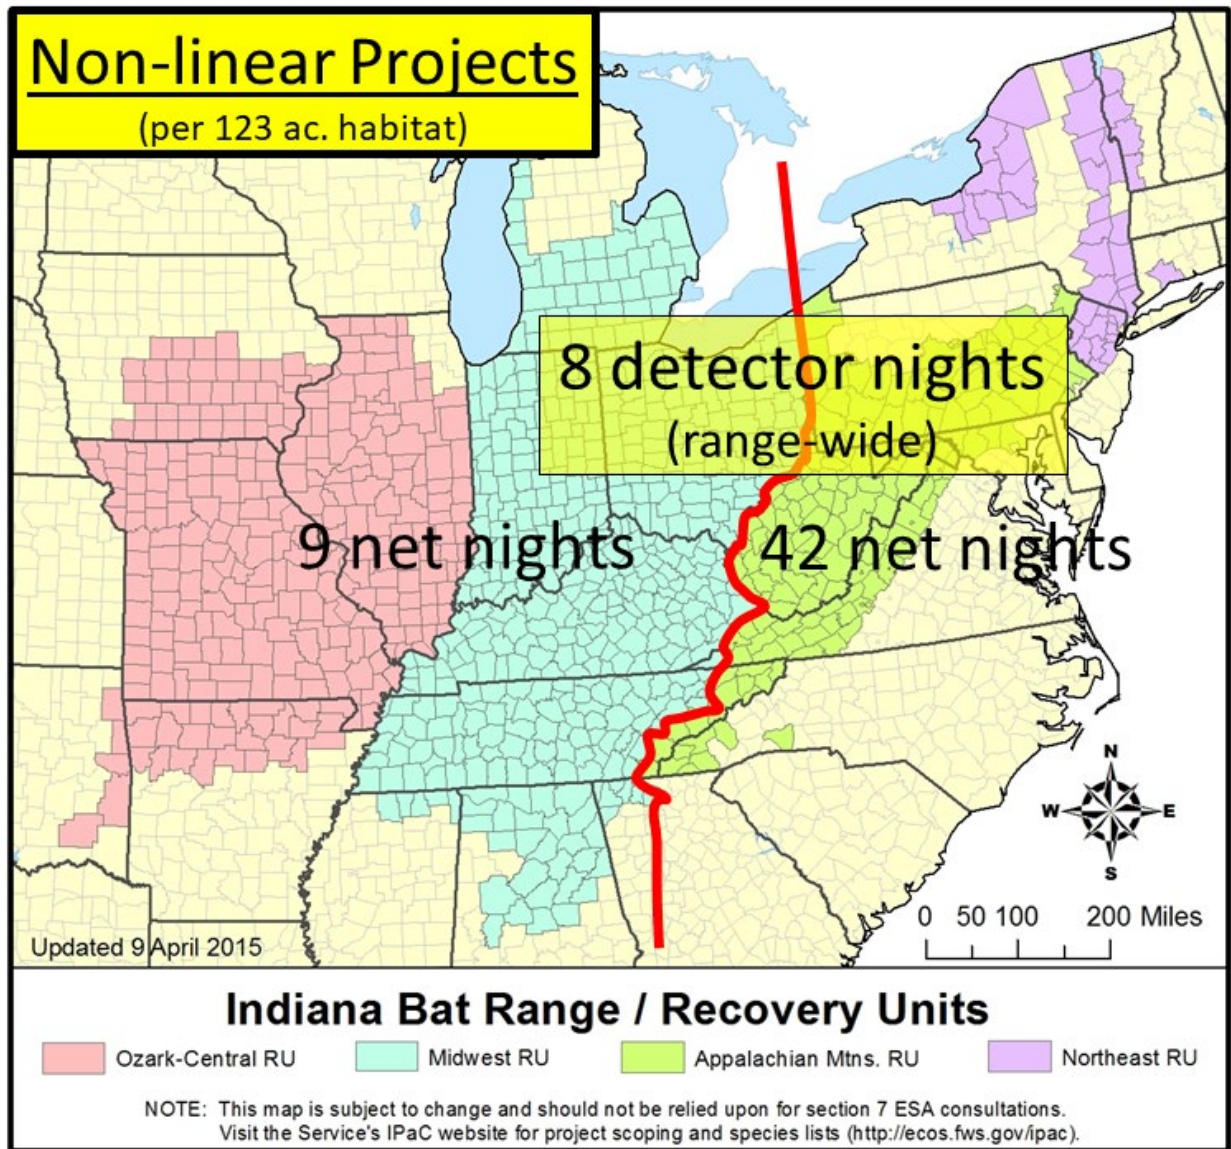 Non-linear Projects
(per 123 ac. habitat)
8 detector nights
(range-wide)
9 net nights
42 net nights
N
W E
S
0 50 100 200 Miles
Updated 9 April 2015
Indiana Bat Range / Recovery Units
Ozark-Central RU Midwest RU Appalachian Mtns. RU Northeast RU
NOTE: This map is subject to change and should not be relied upon for section 7 ESA consultations.
Visit the Service's IPaC website for project scoping and species lists (http://ecos.fws.gov/ipac).